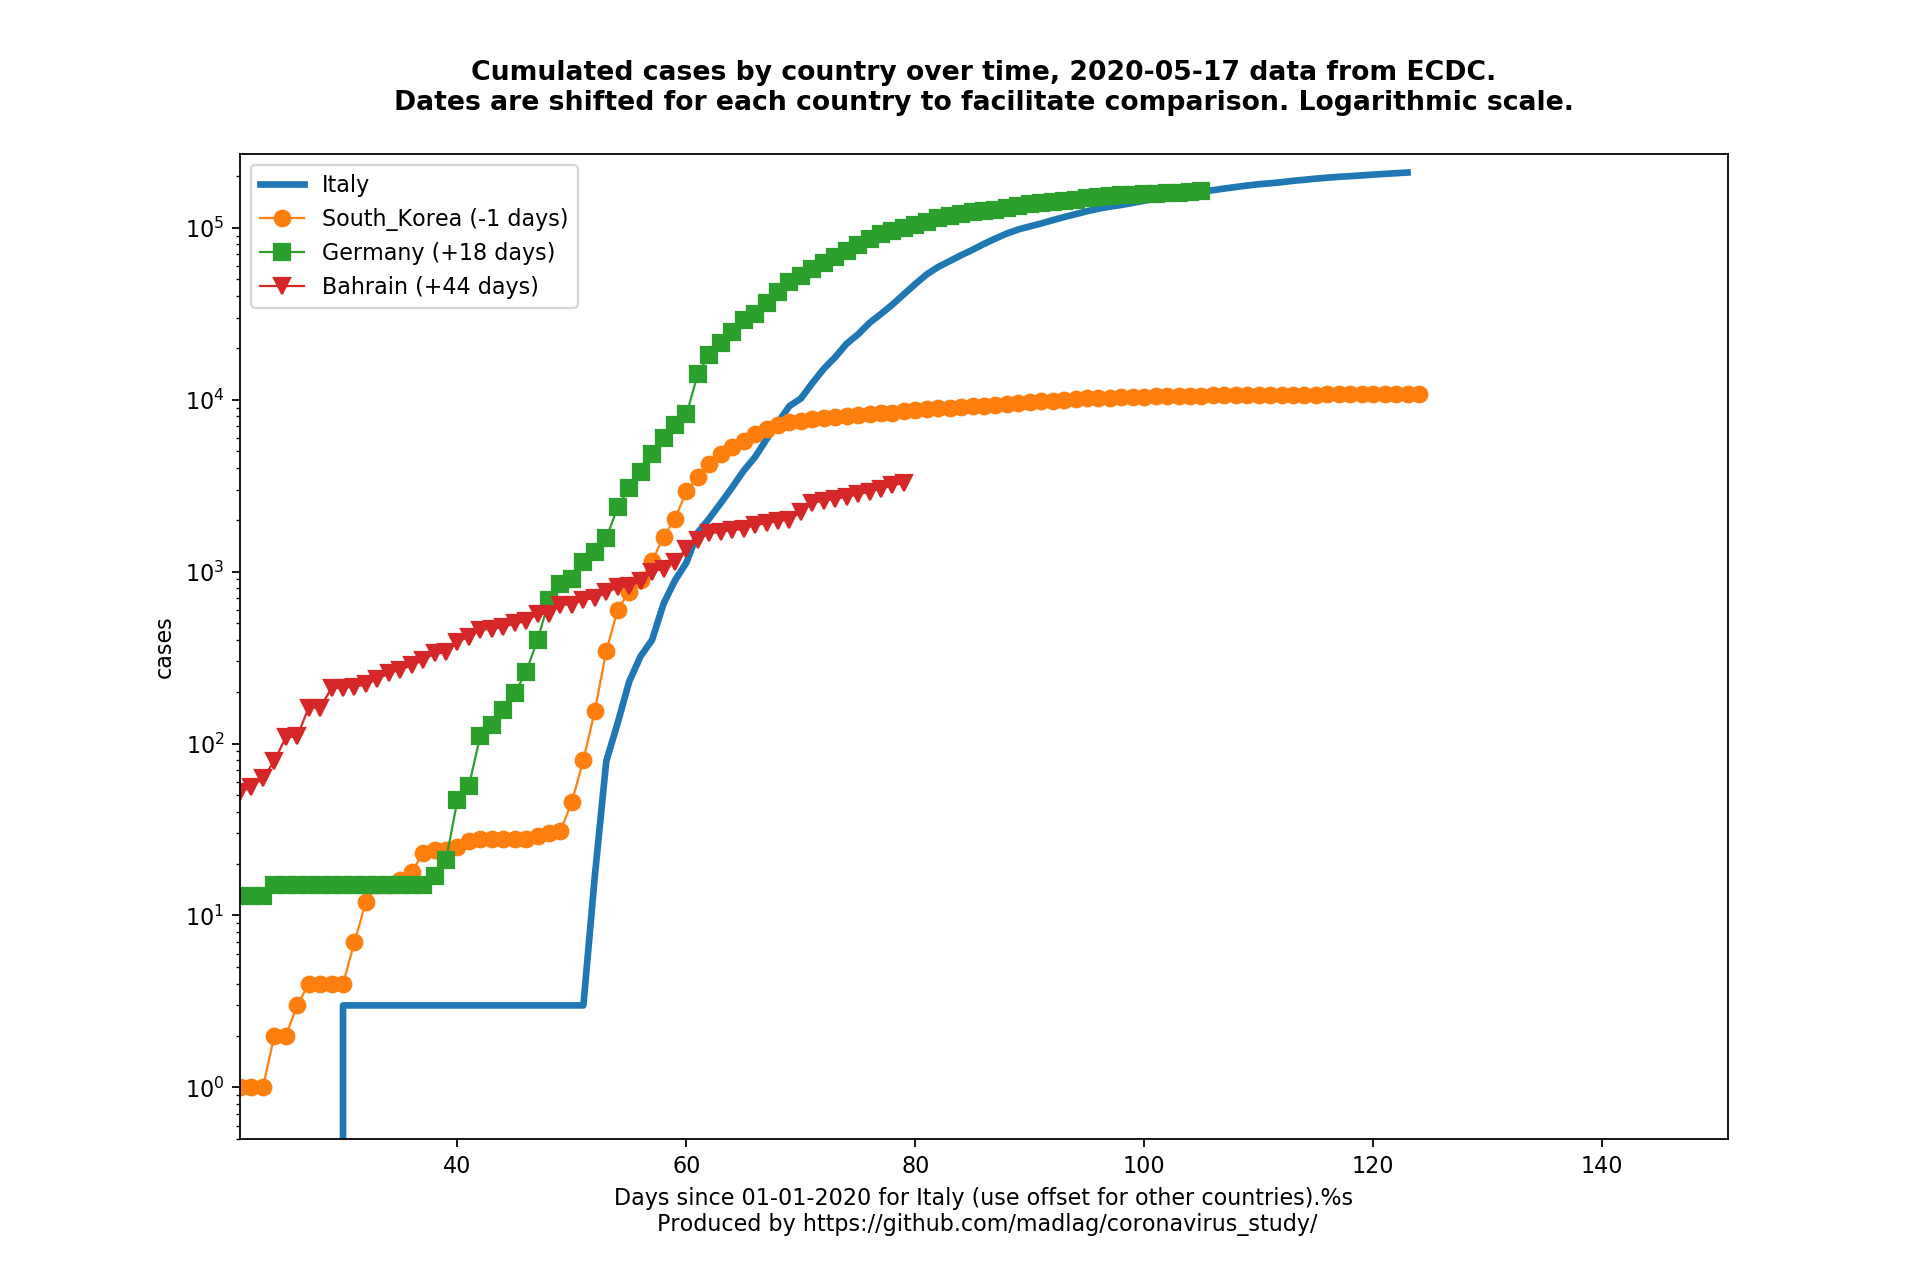 Cumulated cases by country over time, 2020-05-17 data from ECDC.
Dates are shifted for each country to facilitate comparison. Logarithmic scale.
Italy
South_Korea (-1 days)
Germany (+18 days)
Bahrain (+44 days)
10⁵
10⁴
10³
10²
10¹
10⁰
cases
40 60 80 100 120 140
Days since 01-01-2020 for Italy (use offset for other countries).%s
Produced by https://github.com/madlag/coronavirus_study/